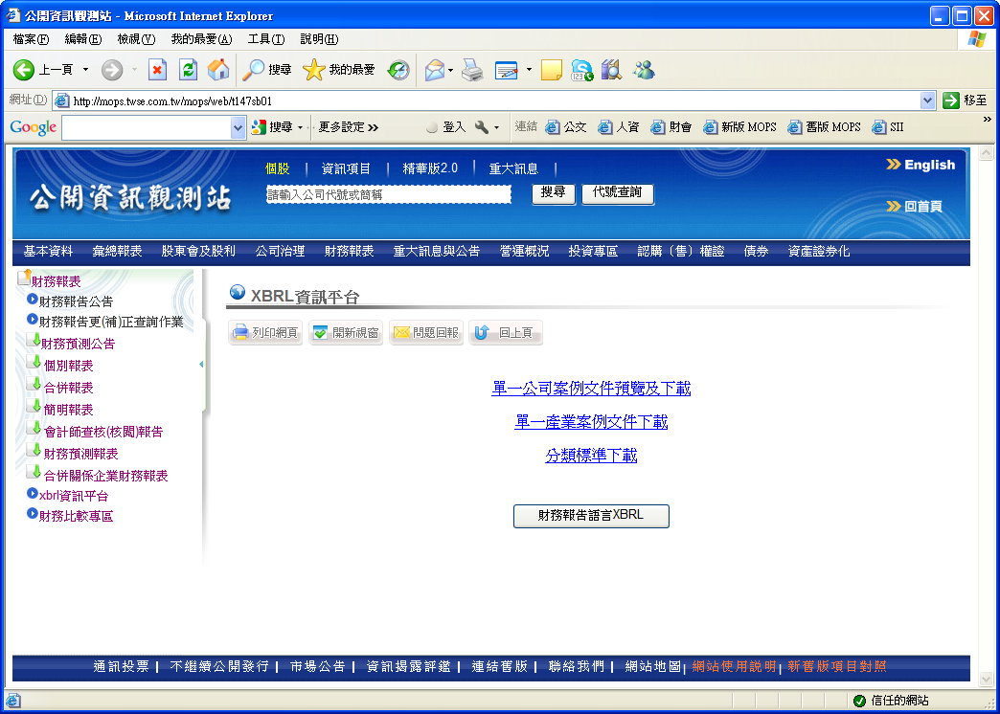 公開資訊觀測站 - Microsoft Internet Explorer
檔案(F) 編輯(E) 檢視(V) 我的最愛(A) 工具(T) 說明(H)
上一頁 搜尋 我的最愛
網址(D) http://mops.twse.com.tw/mops/web/t147sb01 移至
Google 搜尋 更多設定 >> 登入 連結 公文 人資 財會 新版 MOPS 舊版 MOPS SII
個股 | 資訊項目 | 精華版2.0 | 重大訊息 |
English
公開資訊觀測站
請輸入公司代號或簡稱 搜尋 代號查詢
回首頁
基本資料 彙總報表 股東會及股利 公司治理 財務報表 重大訊息與公告 營運概況 投資專區 認購（售）權證 債券 資產證券化
財務報表
財務報告公告
財務報告更(補)正查詢作業
財務預測公告
個別報表
合併報表
簡明報表
會計師查核(核閱)報告
財務預測報表
合併關係企業財務報表
xbrl資訊平台
財務比較專區
XBRL資訊平台
列印網頁 開新視窗 問題回報 回上頁
單一公司案例文件預覽及下載
單一產業案例文件下載
分類標準下載
財務報告語言XBRL
通訊投票 | 不繼續公開發行 | 市場公告 | 資訊揭露評鑑 | 連結舊版 | 聯絡我們 | 網站地圖| 網站使用說明| 新舊版項目對照
信任的網站